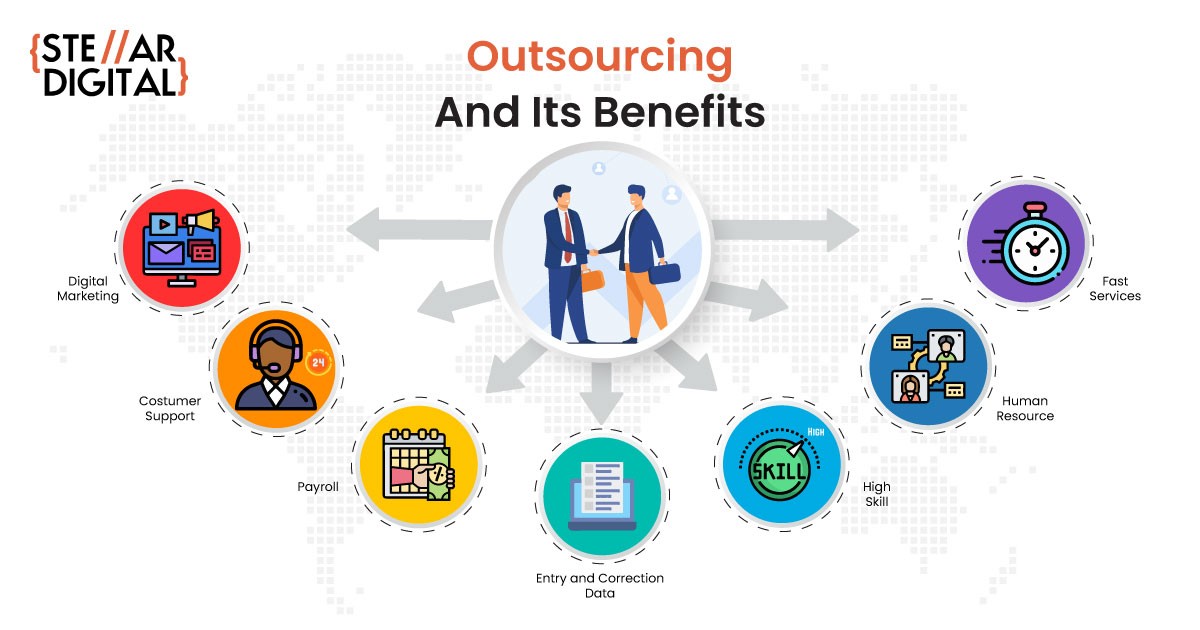 {STE//AR
DIGITAL}
Outsourcing
And Its Benefits
Digital
Marketing
Costumer
Support
24
Payroll
%
Entry and Correction
Data
HIGH
SKILL
High
Skill
Human
Resource
Fast
Services